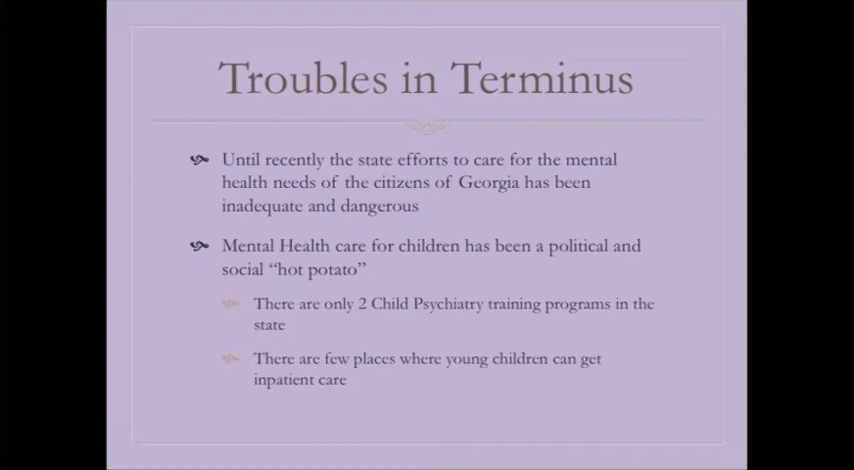 Troubles in Terminus
Until recently the state efforts to care for the mental
health needs of the citizens of Georgia has been
inadequate and dangerous
Mental Health care for children has been a political and
social “hot potato”
There are only 2 Child Psychiatry training programs in the
state
There are few places where young children can get
inpatient care